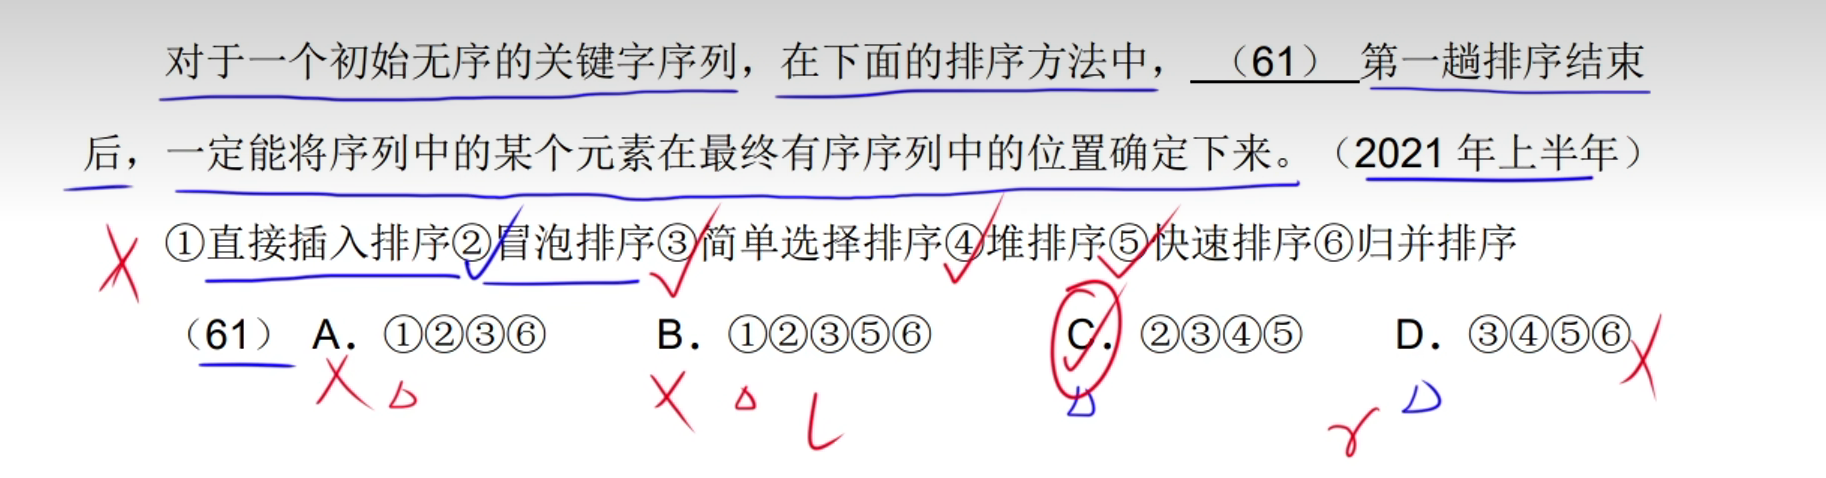 对于一个初始无序的关键字序列，在下面的排序方法中，（61）第一趟排序结束
后，一定能将序列中的某个元素在最终有序序列中的位置确定下来。（2021 年上半年）
①直接插入排序②冒泡排序③简单选择排序④堆排序⑤快速排序⑥归并排序
（61） A．①②③⑥ B．①②③⑤⑥ C．②③④⑤ D．③④⑤⑥